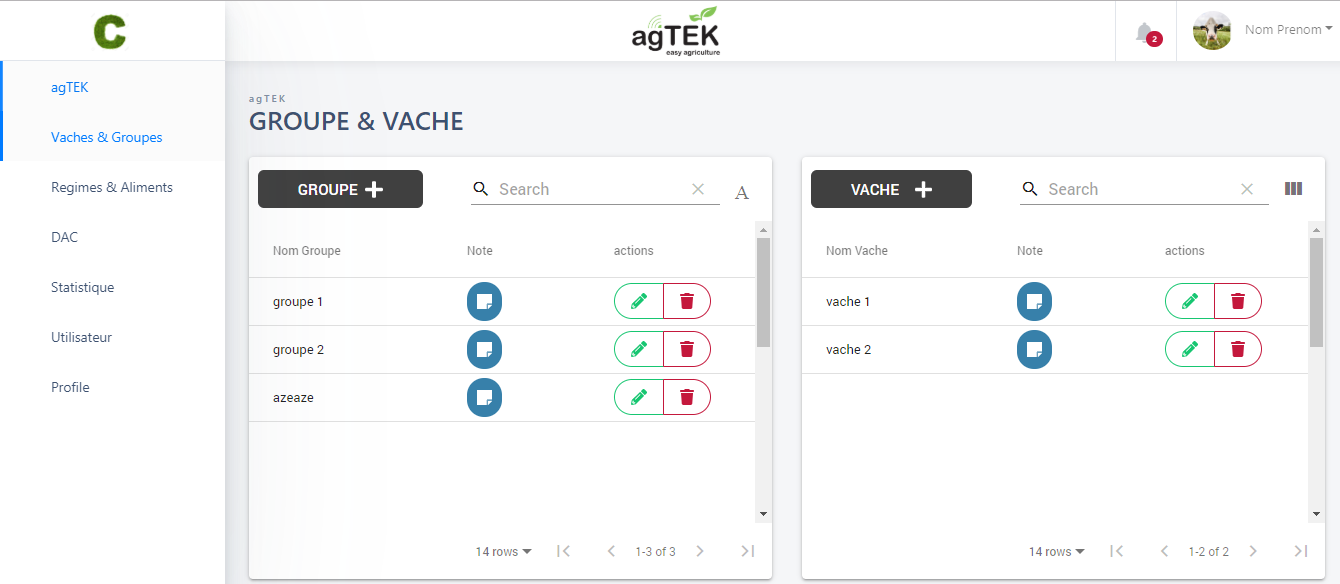 C
agTEK
easy agriculture
2
Nom Prenom
agTEK
Vaches & Groupes
Regimes & Aliments
DAC
Statistique
Utilisateur
Profile
agTEK
GROUPE & VACHE
GROUPE
Search
A
Nom Groupe Note actions
groupe 1
groupe 2
azeaze
14 rows 1-3 of 3
VACHE
Search
Nom Vache Note actions
vache 1
vache 2
14 rows 1-2 of 2